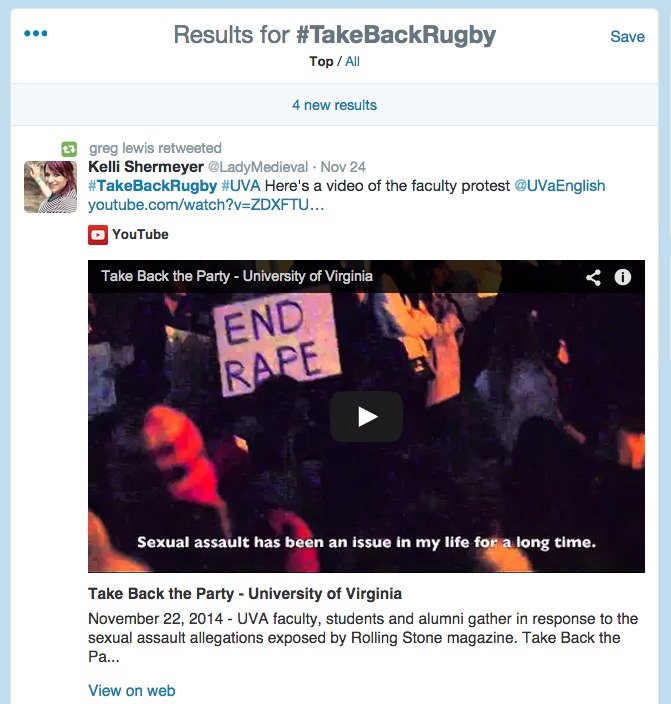 Results for #TakeBackRugby
Save
Top / All
4 new results
greg lewis retweeted
Kelli Shermeyer @LadyMedieval · Nov 24
#TakeBackRugby #UVA Here's a video of the faculty protest @UVaEnglish
youtube.com/watch?v=ZDXFTU…
YouTube
Take Back the Party - University of Virginia
END
RAPE
Sexual assault has been an issue in my life for a long time.
Take Back the Party - University of Virginia
November 22, 2014 - UVA faculty, students and alumni gather in response to the
sexual assault allegations exposed by Rolling Stone magazine. Take Back the
Pa...
View on web